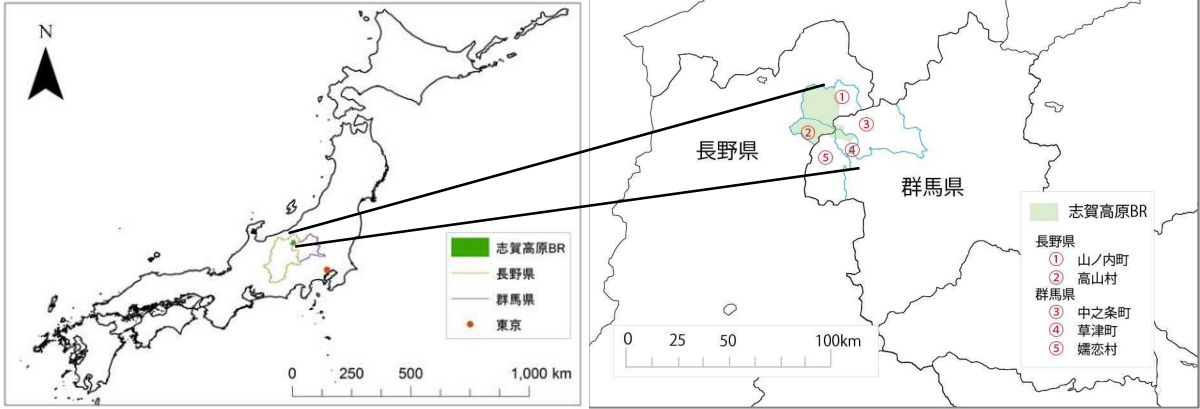 N
志賀高原BR
長野県
群馬県
東京
0 250 500 1,000 km
長野県
群馬県
①
②
③
④
⑤
志賀高原BR
長野県
① 山ノ内町
② 高山村
群馬県
③ 中之条町
④ 草津町
⑤ 嬬恋村
0 25 50 100km